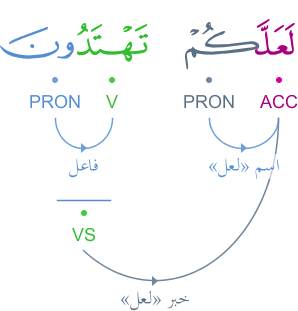 لَعَلَّكُمْ تَهْتَدُونَ
ACC PRON V PRON
اسم «لعل» فاعل
VS
خبر «لعل»